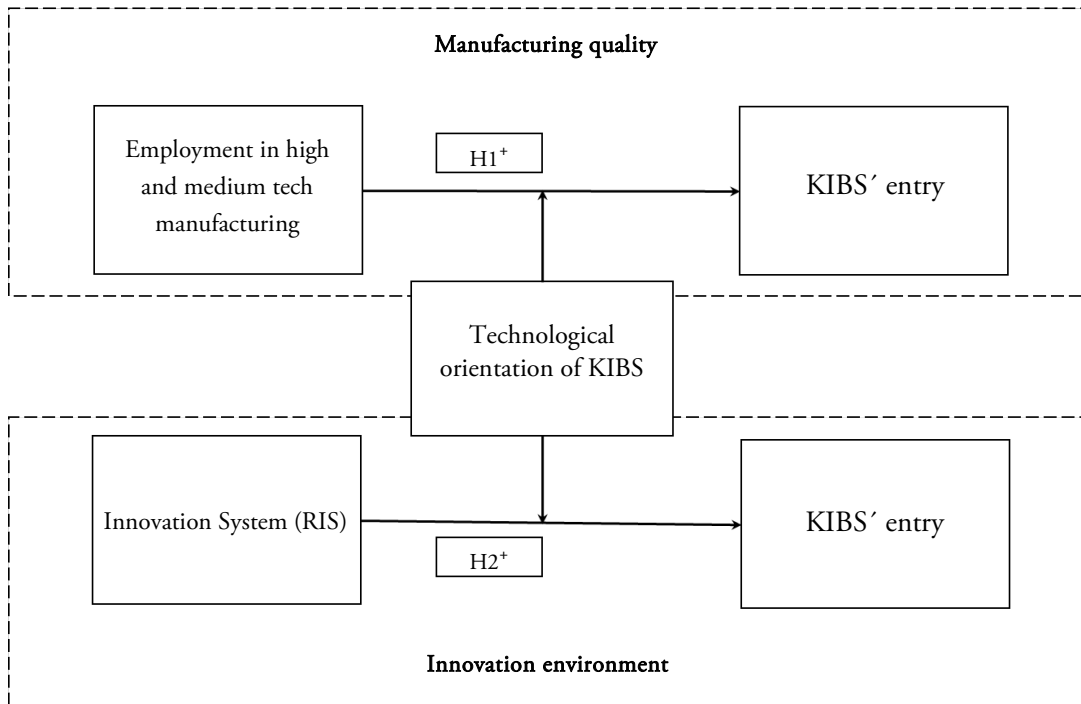 Manufacturing quality
Employment in high
and medium tech
manufacturing
H1⁺
KIBS´ entry
Technological
orientation of KIBS
Innovation System (RIS)
H2⁺
KIBS´ entry
Innovation environment